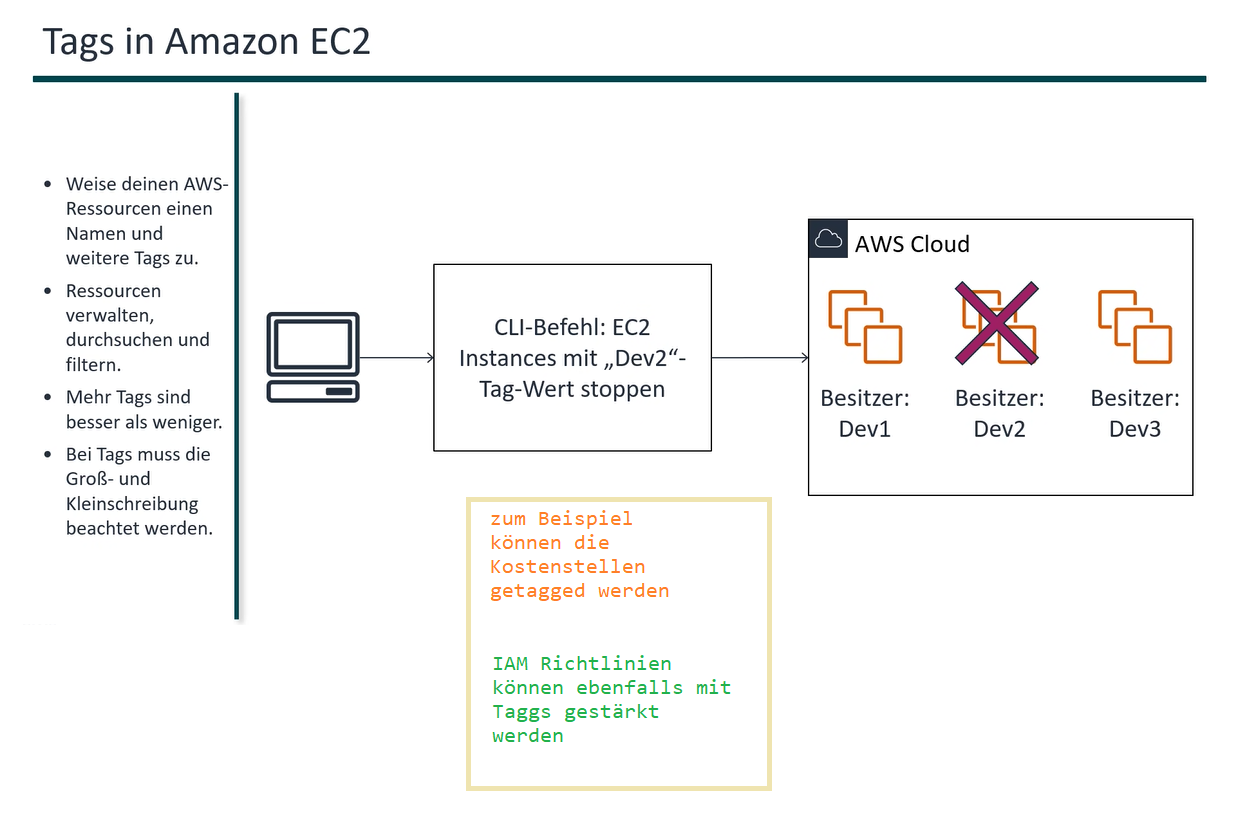 Tags in Amazon EC2
• Weise deinen AWS-
Ressourcen einen
Namen und
weitere Tags zu.
• Ressourcen
verwalten,
durchsuchen und
filtern.
• Mehr Tags sind
besser als weniger.
• Bei Tags muss die
Groß- und
Kleinschreibung
beachtet werden.
CLI-Befehl: EC2
Instances mit „Dev2“-
Tag-Wert stoppen
AWS Cloud
Besitzer:
Dev1
Besitzer:
Dev2
Besitzer:
Dev3
zum Beispiel
können die
Kostenstellen
getagged werden
IAM Richtlinien
können ebenfalls mit
Taggs gestärkt
werden